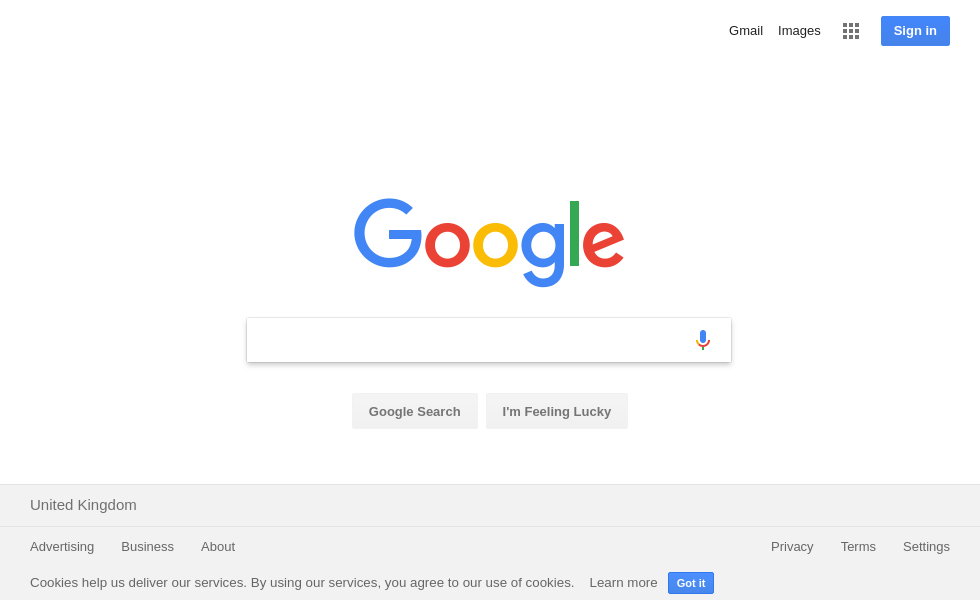 Gmail Images Sign in
Google
Google Search I'm Feeling Lucky
United Kingdom
Advertising Business About Privacy Terms Settings
Cookies help us deliver our services. By using our services, you agree to our use of cookies. Learn more Got it